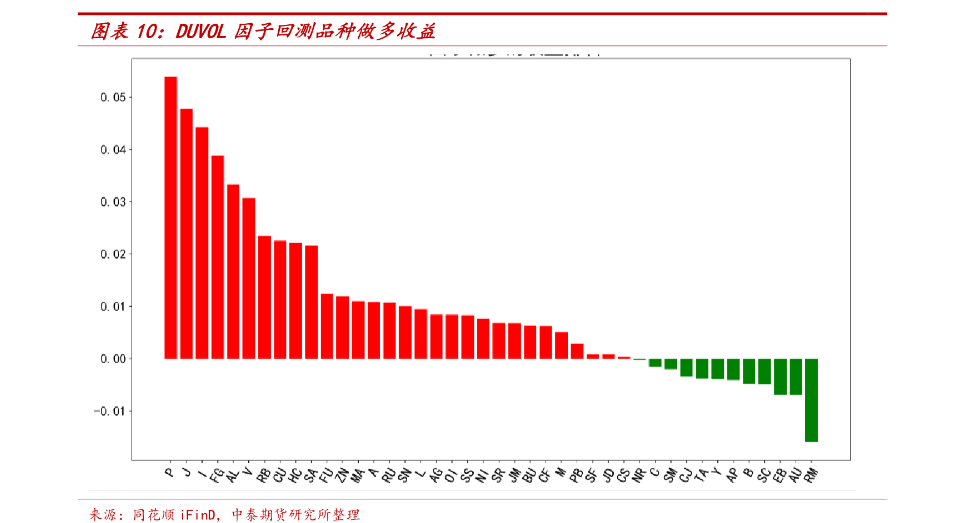 图表 10：DUVOL 因子回测品种做多收益
0.05
0.04
0.03
0.02
0.01
0.00
-0.01
P J I FG AL V RB CU HC SA FU ZN MA A RU SN L AG OI SS NI SR JM BU CF M PB SF JD CS NR C SM CJ TA Y AP B SC EB AU RM
来源：同花顺 iFinD，中泰期货研究所整理